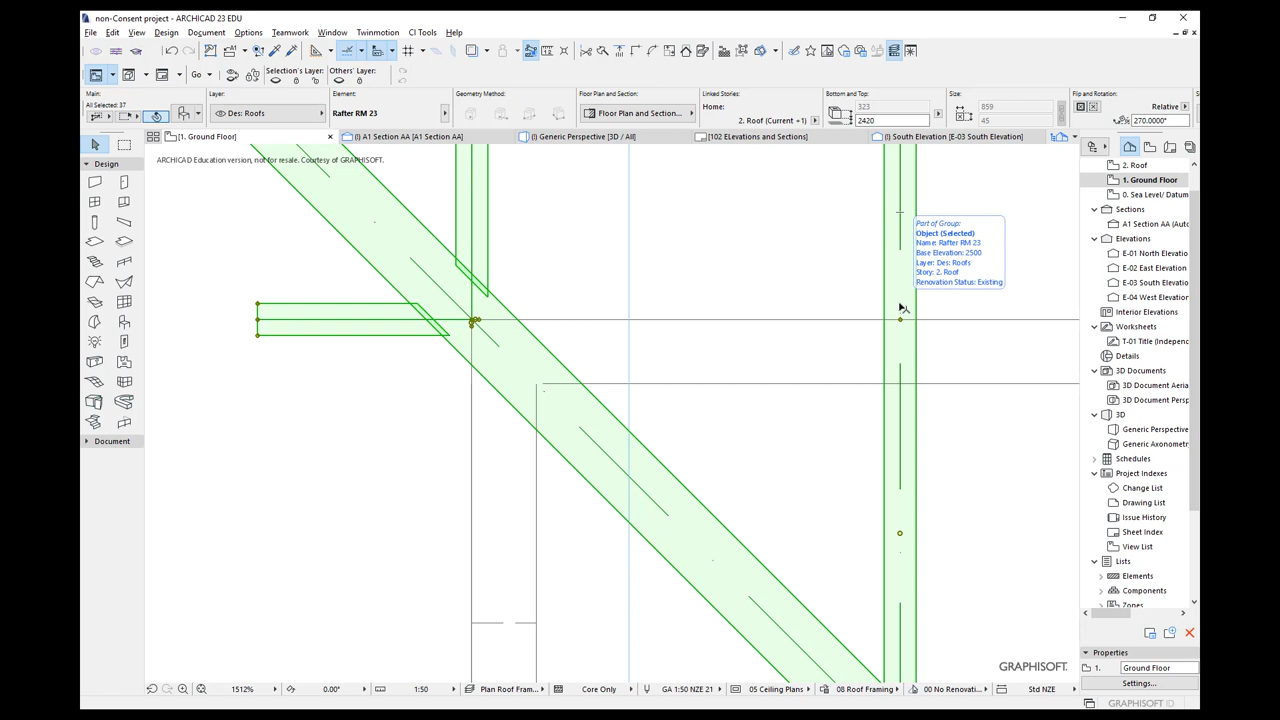 non-Consent project - ARCHICAD 23 EDU
File Edit View Design Document Options Teamwork Window Twinmotion CI Tools Help
Go
Selection's Layer:
Others' Layer:
Main:
All Selected: 37
Layer:
Des: Roofs
Element:
Rafter RM 23
Geometry Method:
Floor Plan and Section:
Floor Plan and Section...
Linked Stories:
Home:
2. Roof (Current +1)
Bottom and Top:
323
2420
Size:
859
45
Flip and Rotation:
Relative
270.0000°
[1. Ground Floor]
(!) A1 Section AA [A1 Section AA]
(!) Generic Perspective [3D / All]
[102 ELevations and Sections]
(!) South Elevation [E-03 South Elevation]
Design
Document
ARCHICAD Education version, not for resale. Courtesy of GRAPHISOFT.
Part of Group:
Object (Selected)
Name: Rafter RM 23
Base Elevation: 2500
Layer: Des: Roofs
Story: 2. Roof
Renovation Status: Existing
2. Roof
1. Ground Floor
0. Sea Level/ Datum
Sections
A1 Section AA (Auto
Elevations
E-01 North Elevation
E-02 East Elevation
E-03 South Elevation
E-04 West Elevation
Interior Elevations
Worksheets
T-01 Title (Independ
Details
3D Documents
3D Document Aeria
3D Document Persp
3D
Generic Perspective
Generic Axonometr
Schedules
Project Indexes
Change List
Drawing List
Issue History
Sheet Index
View List
Lists
Elements
Components
Zones
Properties
1.
Ground Floor
Settings...
GRAPHISOFT.
1512%
0.00°
1:50
Plan Roof Fram...
Core Only
GA 1:50 NZE 21
05 Ceiling Plans
08 Roof Framing
00 No Renovati...
Std NZE
GRAPHISOFT ID